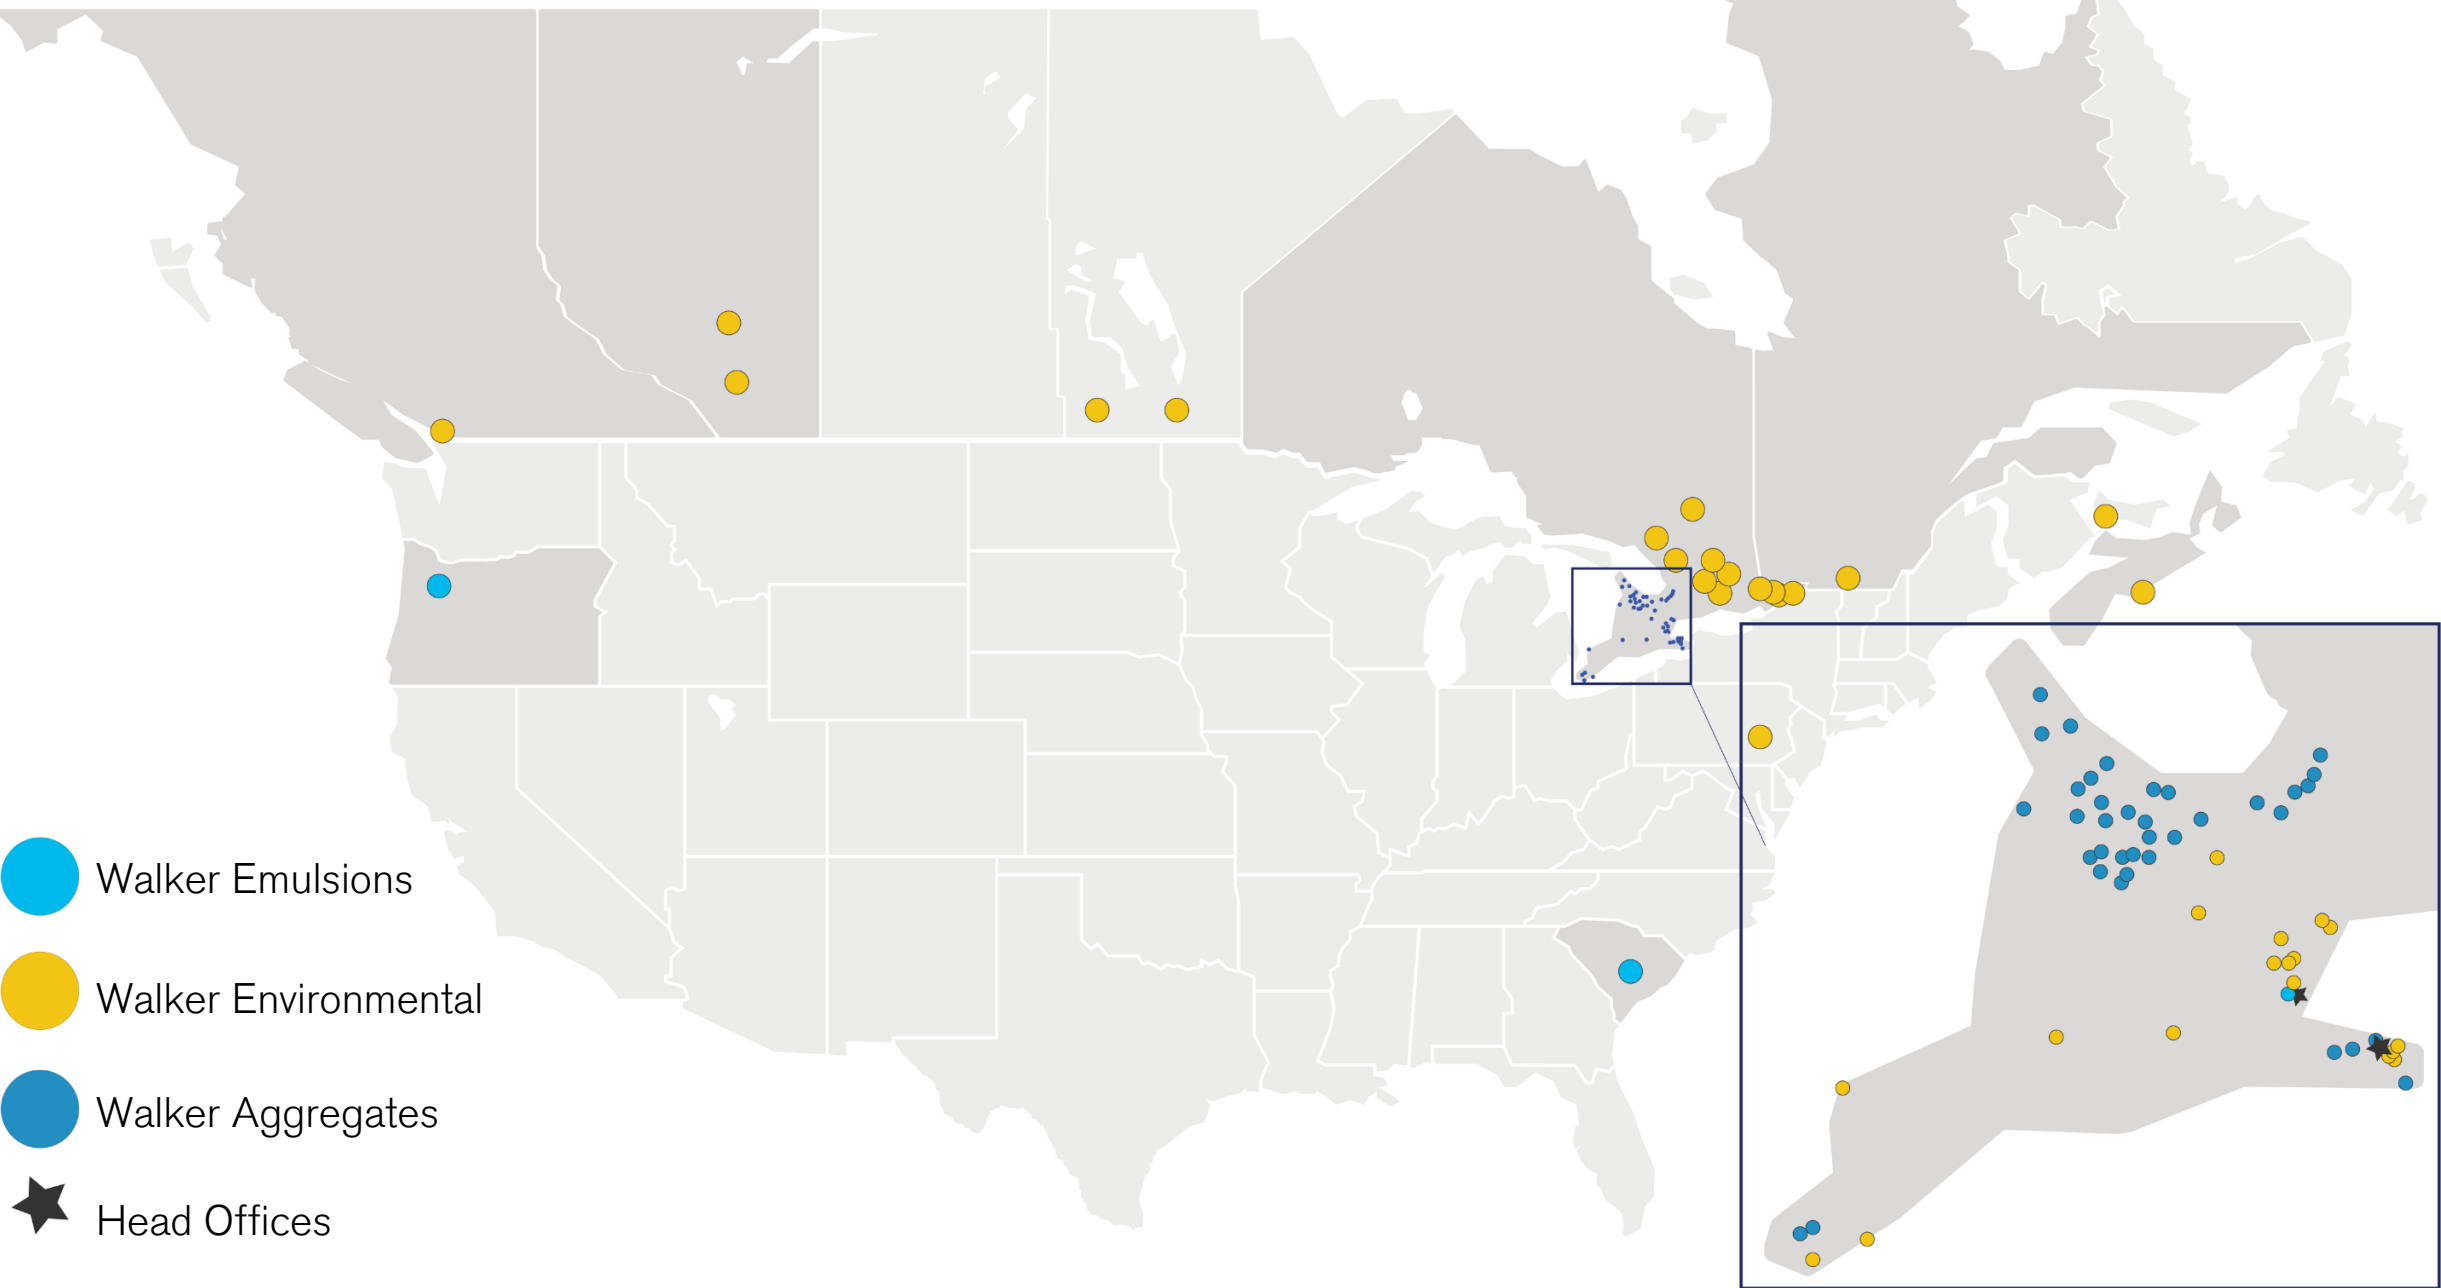 Walker Emulsions
Walker Environmental
Walker Aggregates
Head Offices